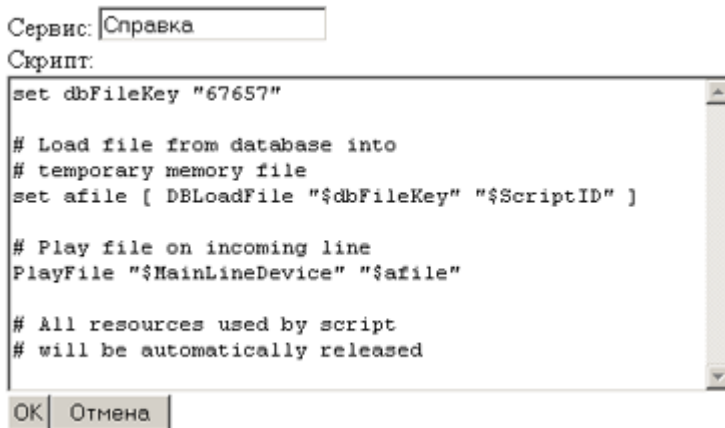 Сервис: Справка
Скрипт:
set dbFileKey "67657"
# Load file from database into
# temporary memory file
set afile [ DBLoadFile "$dbFileKey" "$ScriptID" ]
# Play file on incoming line
PlayFile "$MainLineDevice" "$afile"
# All resources used by script
# will be automatically released
OK Отмена